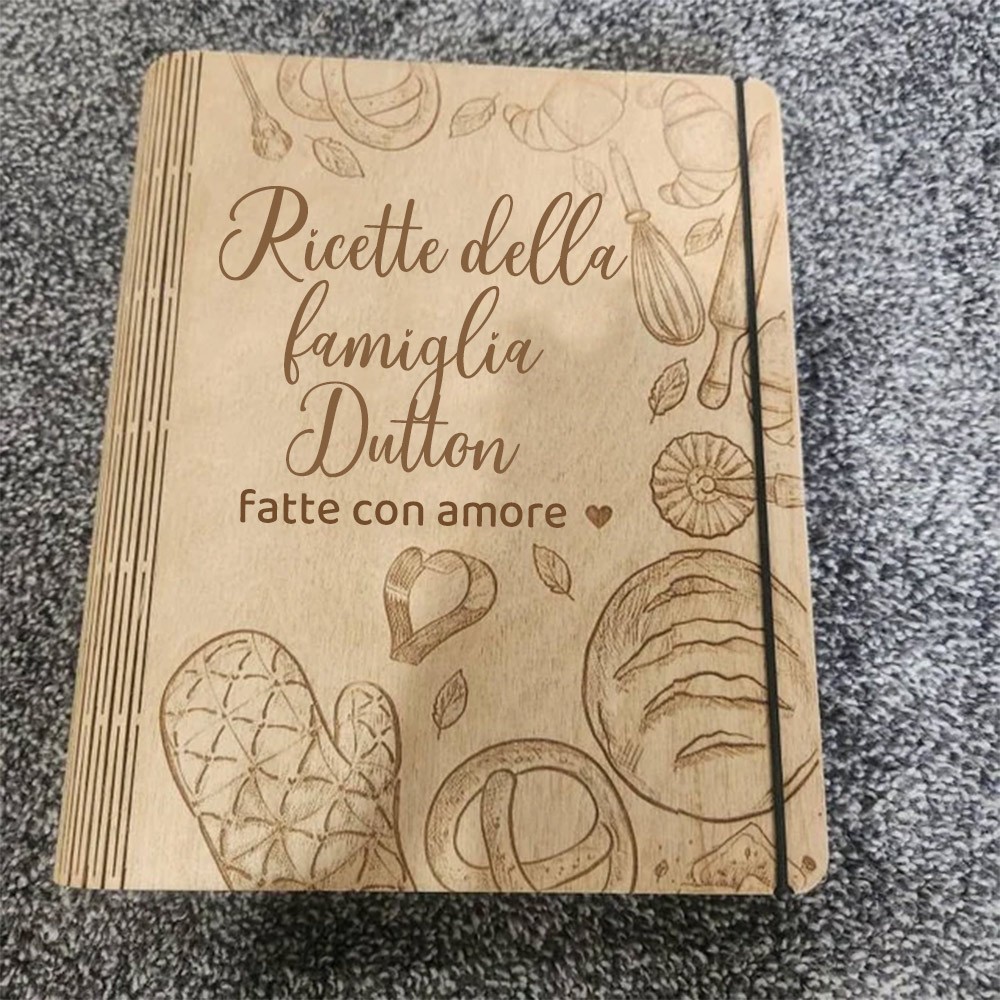 Ricette della
famiglia
Dutton
fatte con amore